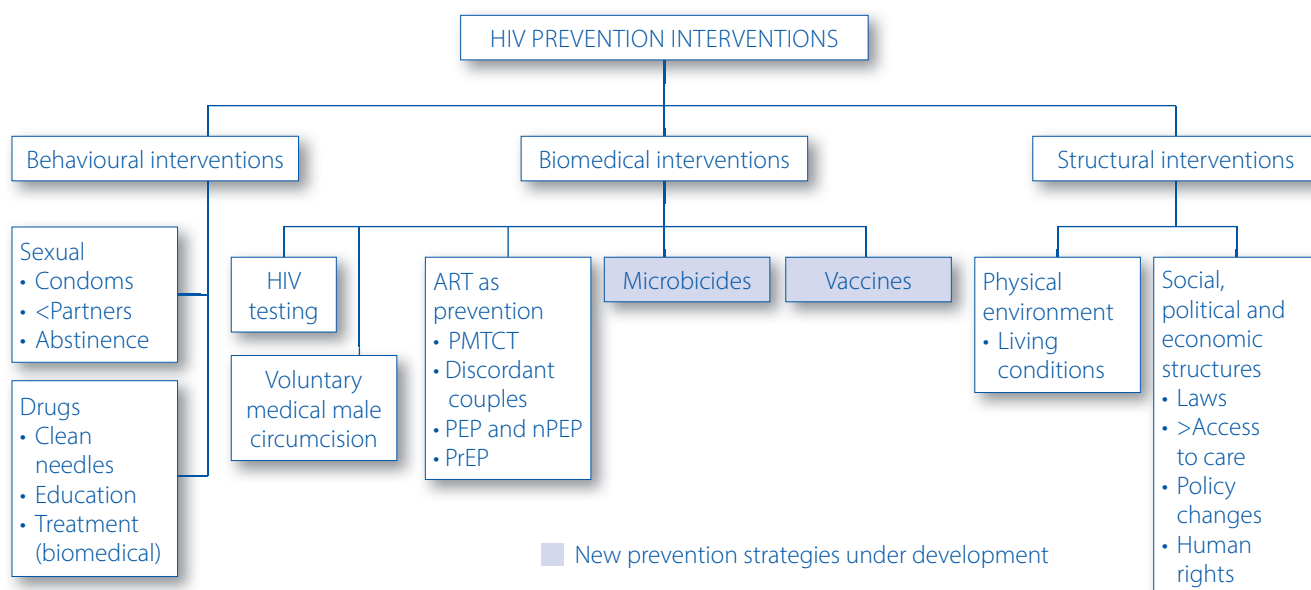 HIV PREVENTION INTERVENTIONS
Behavioural interventions
Biomedical interventions
Structural interventions
Sexual
• Condoms
• <Partners
• Abstinence
Drugs
• Clean
needles
• Education
• Treatment
(biomedical)
HIV
testing
Voluntary
medical male
circumcision
ART as
prevention
• PMTCT
• Discordant
couples
• PEP and nPEP
• PrEP
Microbicides
Vaccines
Physical
environment
• Living
conditions
Social,
political and
economic
structures
• Laws
• >Access
to care
• Policy
changes
• Human
rights
New prevention strategies under development